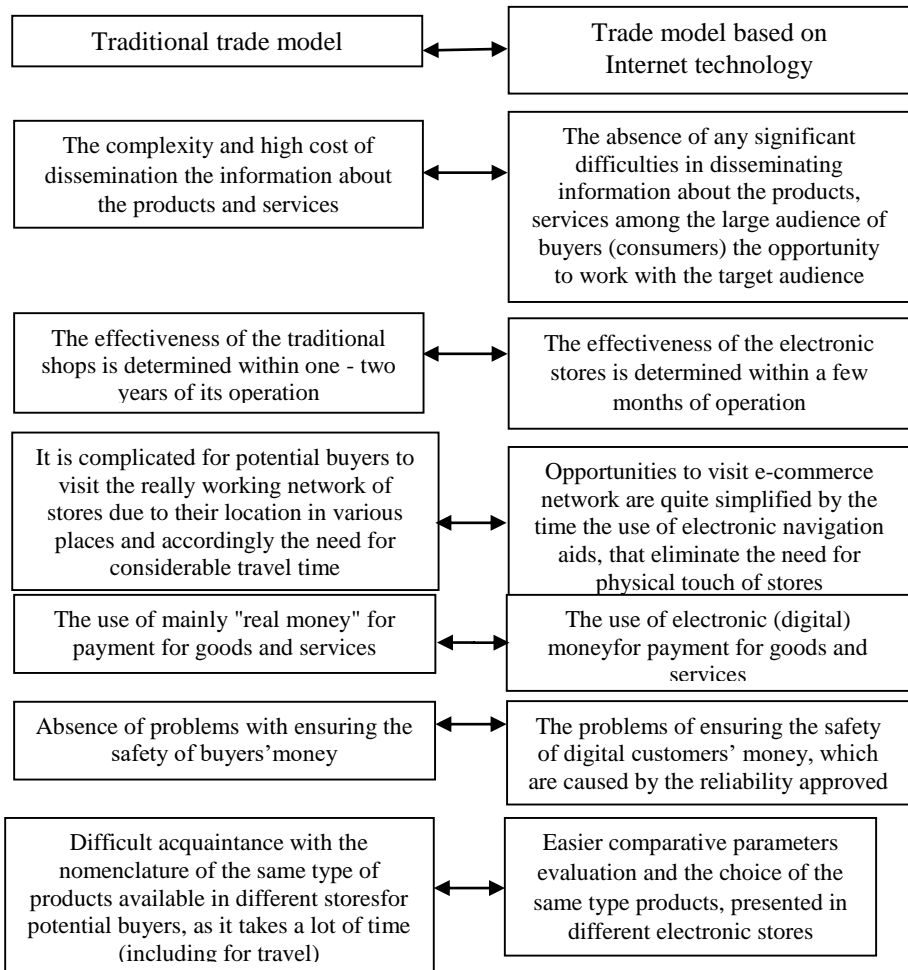 Traditional trade model
Trade model based on
Internet technology
The complexity and high cost of
dissemination the information about
the products and services
The absence of any significant
difficulties in disseminating
information about the products,
services among the large audience of
buyers (consumers) the opportunity
to work with the target audience
The effectiveness of the traditional
shops is determined within one - two
years of its operation
The effectiveness of the electronic
stores is determined within a few
months of operation
It is complicated for potential buyers to
visit the really working network of
stores due to their location in various
places and accordingly the need for
considerable travel time
Opportunities to visit e-commerce
network are quite simplified by the
time the use of electronic navigation
aids, that eliminate the need for
physical touch of stores
The use of mainly "real money" for
payment for goods and services
The use of electronic (digital)
moneyfor payment for goods and
services
Absence of problems with ensuring the
safety of buyers’money
The problems of ensuring the safety
of digital customers’ money, which
are caused by the reliability approved
Difficult acquaintance with the
nomenclature of the same type of
products available in different storesfor
potential buyers, as it takes a lot of time
(including for travel)
Easier comparative parameters
evaluation and the choice of the
same type products, presented in
different electronic stores